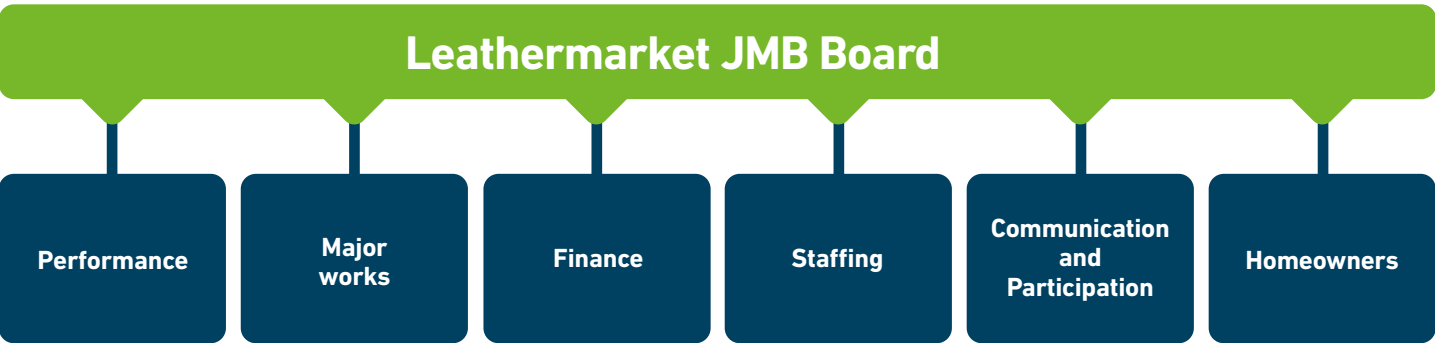 Leathermarket JMB Board
Performance
Major
works
Finance
Staffing
Communication
and
Participation
Homeowners